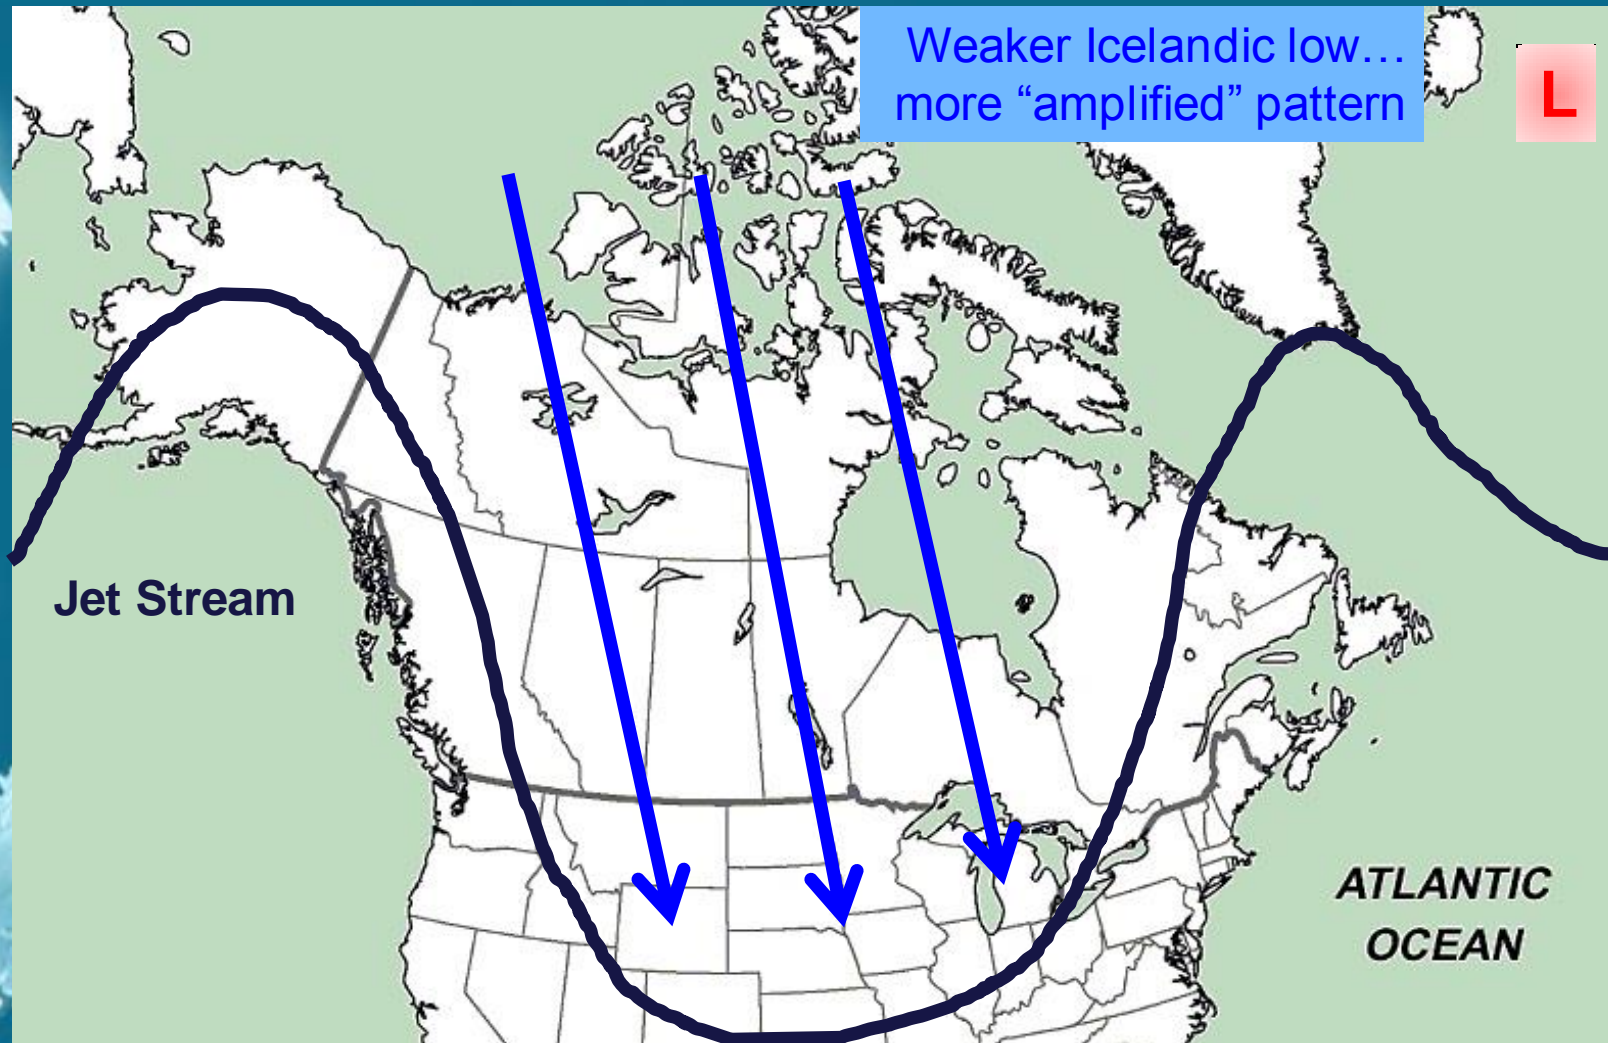 Weaker Icelandic low…
more “amplified” pattern
L
Jet Stream
ATLANTIC
OCEAN